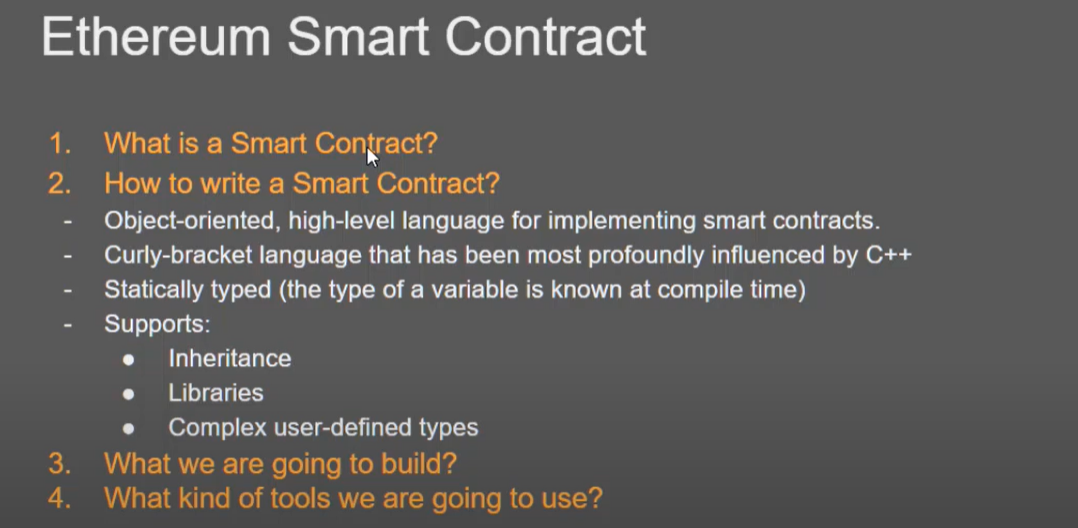 Ethereum Smart Contract
1. What is a Smart Contract?
2. How to write a Smart Contract?
- Object-oriented, high-level language for implementing smart contracts.
- Curly-bracket language that has been most profoundly influenced by C++
- Statically typed (the type of a variable is known at compile time)
- Supports:
● Inheritance
● Libraries
● Complex user-defined types
3. What we are going to build?
4. What kind of tools we are going to use?